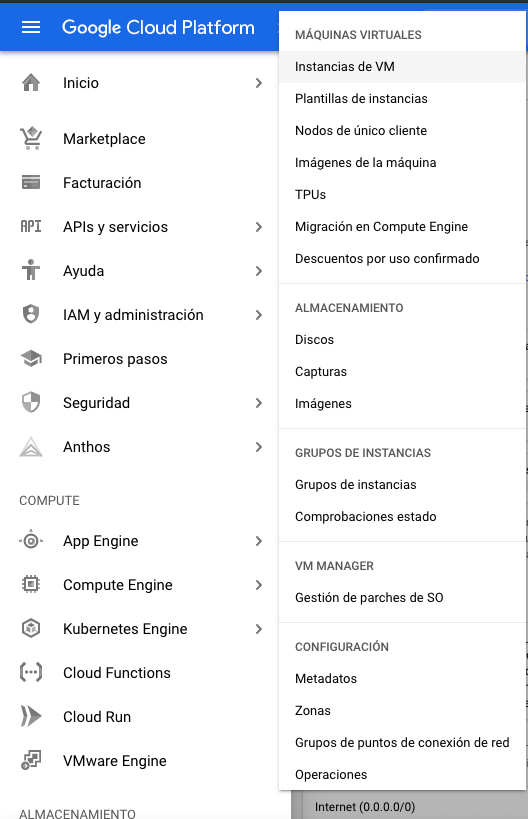 Google Cloud Platform
Inicio
Marketplace
Facturación
API APIs y servicios
Ayuda
IAM y administración
Primeros pasos
Seguridad
Anthos
COMPUTE
App Engine
Compute Engine
Kubernetes Engine
Cloud Functions
Cloud Run
VMware Engine
ALMACENAMIENTO
MÁQUINAS VIRTUALES
Instancias de VM
Plantillas de instancias
Nodos de único cliente
Imágenes de la máquina
TPUs
Migración en Compute Engine
Descuentos por uso confirmado
ALMACENAMIENTO
Discos
Capturas
Imágenes
GRUPOS DE INSTANCIAS
Grupos de instancias
Comprobaciones estado
VM MANAGER
Gestión de parches de SO
CONFIGURACIÓN
Metadatos
Zonas
Grupos de puntos de conexión de red
Operaciones
Internet (0.0.0.0/0)